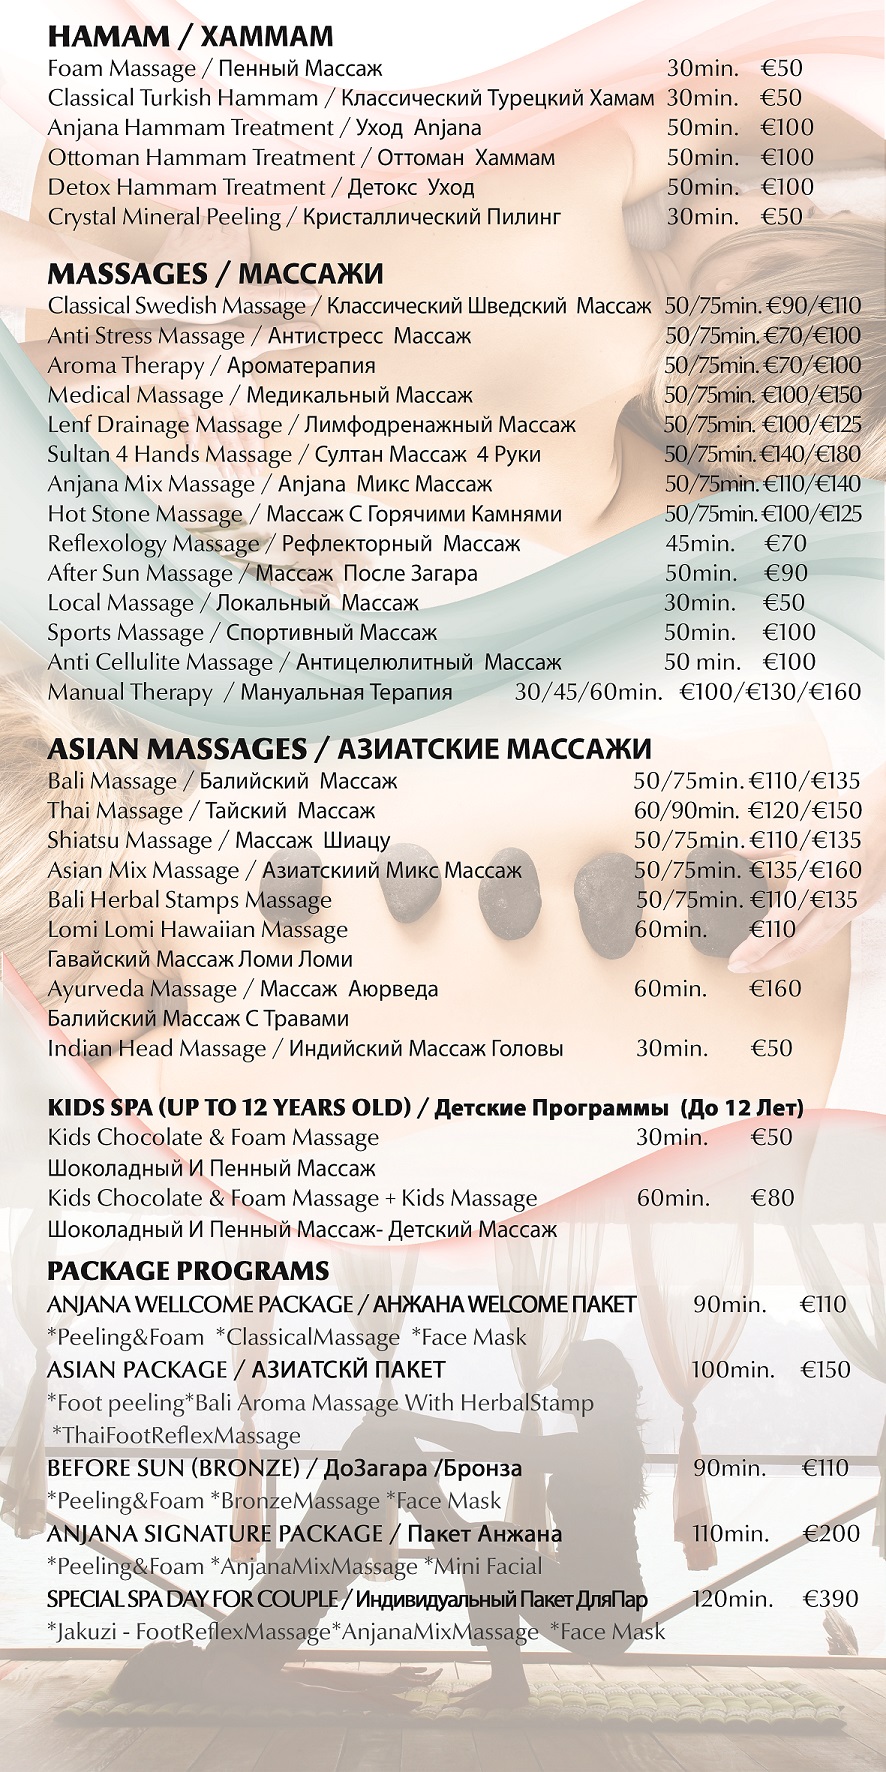 HAMAM / ХАММАМ
Foam Massage / Пенный Массаж 30min. €50
Classical Turkish Hammam / Классический Турецкий Хамам 30min. €50
Anjana Hammam Treatment / Уход Anjana 50min. €100
Ottoman Hammam Treatment / Оттоман Хаммам 50min. €100
Detox Hammam Treatment / Детокс Уход 50min. €100
Crystal Mineral Peeling / Кристаллический Пилинг 30min. €50
MASSAGES / МАССАЖИ
Classical Swedish Massage / Классический Шведский Массаж 50/75min. €90/€110
Anti Stress Massage / Антистресс Массаж 50/75min. €70/€100
Aroma Therapy / Ароматерапия 50/75min. €70/€100
Medical Massage / Медикальный Массаж 50/75min. €100/€150
Lenf Drainage Massage / Лимфодренажный Массаж 50/75min. €100/€125
Sultan 4 Hands Massage / Султан Массаж 4 Руки 50/75min. €140/€180
Anjana Mix Massage / Anjana Микс Массаж 50/75min. €110/€140
Hot Stone Massage / Массаж С Горячими Камнями 50/75min. €100/€125
Reflexology Massage / Рефлекторный Массаж 45min. €70
After Sun Massage / Массаж После Загара 50min. €90
Local Massage / Локальный Массаж 30min. €50
Sports Massage / Спортивный Массаж 50min. €100
Anti Cellulite Massage / Антицелюлитный Массаж 50 min. €100
Manual Therapy / Мануальная Терапия 30/45/60min. €100/€130/€160
ASIAN MASSAGES / АЗИАТСКИЕ МАССАЖИ
Bali Massage / Балийский Массаж 50/75min. €110/€135
Thai Massage / Тайский Массаж 60/90min. €120/€150
Shiatsu Massage / Массаж Шиацу 50/75min. €110/€135
Asian Mix Massage / Азиаткиий Микс Массаж 50/75min. €135/€160
Bali Herbal Stamps Massage 50/75min. €110/€135
Lomi Lomi Hawaiian Massage 60min. €110
Гавайский Массаж Ломи Ломи
Ayurveda Massage / Массаж Аюрведа 60min. €160
Балийский Массаж С Травами
Indian Head Massage / Индийский Массаж Головы 30min. €50
KIDS SPA (UP TO 12 YEARS OLD) / Детские Программы (До 12 Лет)
Kids Chocolate & Foam Massage 30min. €50
Шоколадный И Пенный Массаж
Kids Chocolate & Foam Massage + Kids Massage 60min. €80
Шоколадный И Пенный Массаж- Детский Массаж
PACKAGE PROGRAMS
ANJANA WELLCOME PACKAGE / АНЖАНА WELCOME ПАКЕТ 90min. €110
*Peeling&Foam *ClassicalMassage *Face Mask
ASIAN PACKAGE / АЗИАТСКЙ ПАКЕТ 100min. €150
*Foot peeling*Bali Aroma Massage With HerbalStamp
*ThaiFootReflexMassage
BEFORE SUN (BRONZE) / ДоЗагара /Бронза 90min. €110
*Peeling&Foam *BronzeMassage *Face Mask
ANJANA SIGNATURE PACKAGE / Пакет Анжана 110min. €200
*Peeling&Foam *AnjanaMixMassage *Mini Facial
SPECIAL SPA DAY FOR COUPLE / Индивидуальный Пакет ДляПар 120min. €390
*Jakuzi - FootReflexMassage*AnjanaMixMassage *Face Mask